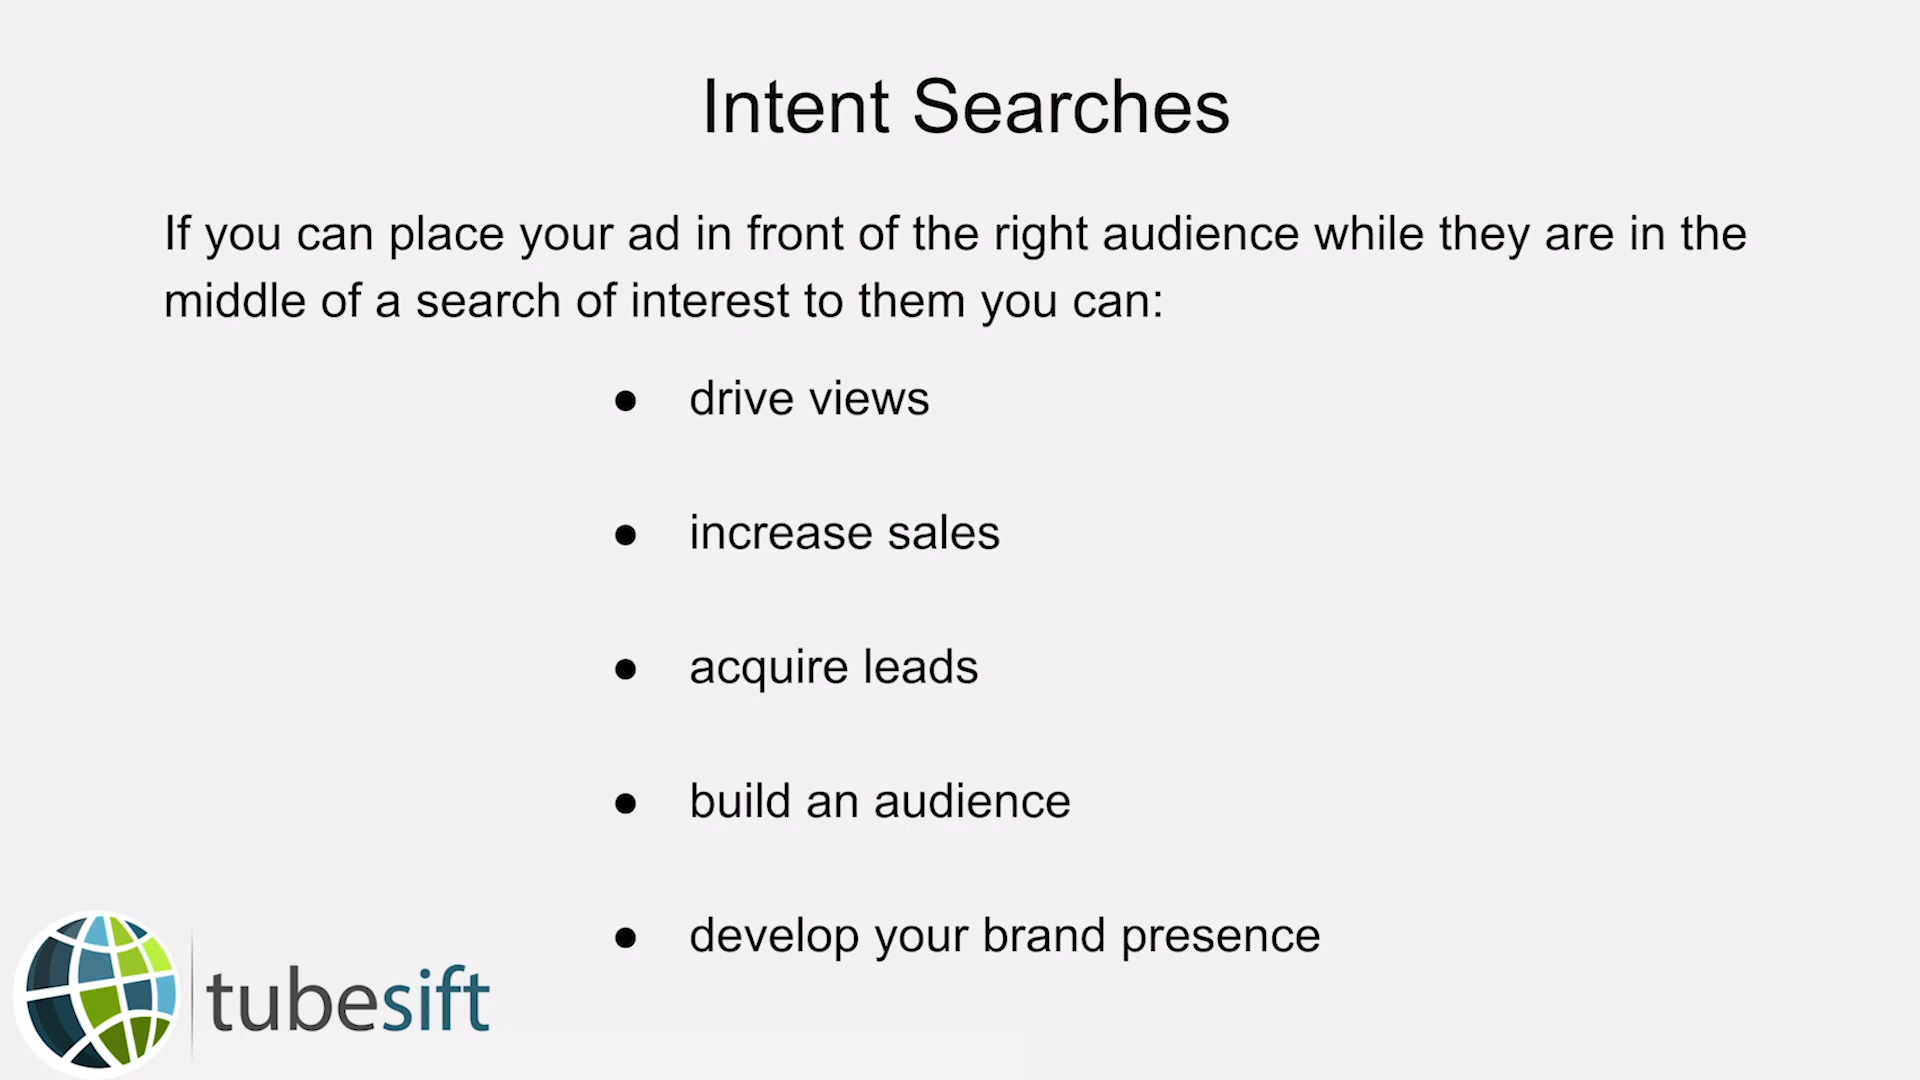 Intent Searches
If you can place your ad in front of the right audience while they are in the
middle of a search of interest to them you can:
● drive views
● increase sales
● acquire leads
● build an audience
● develop your brand presence
tubesift